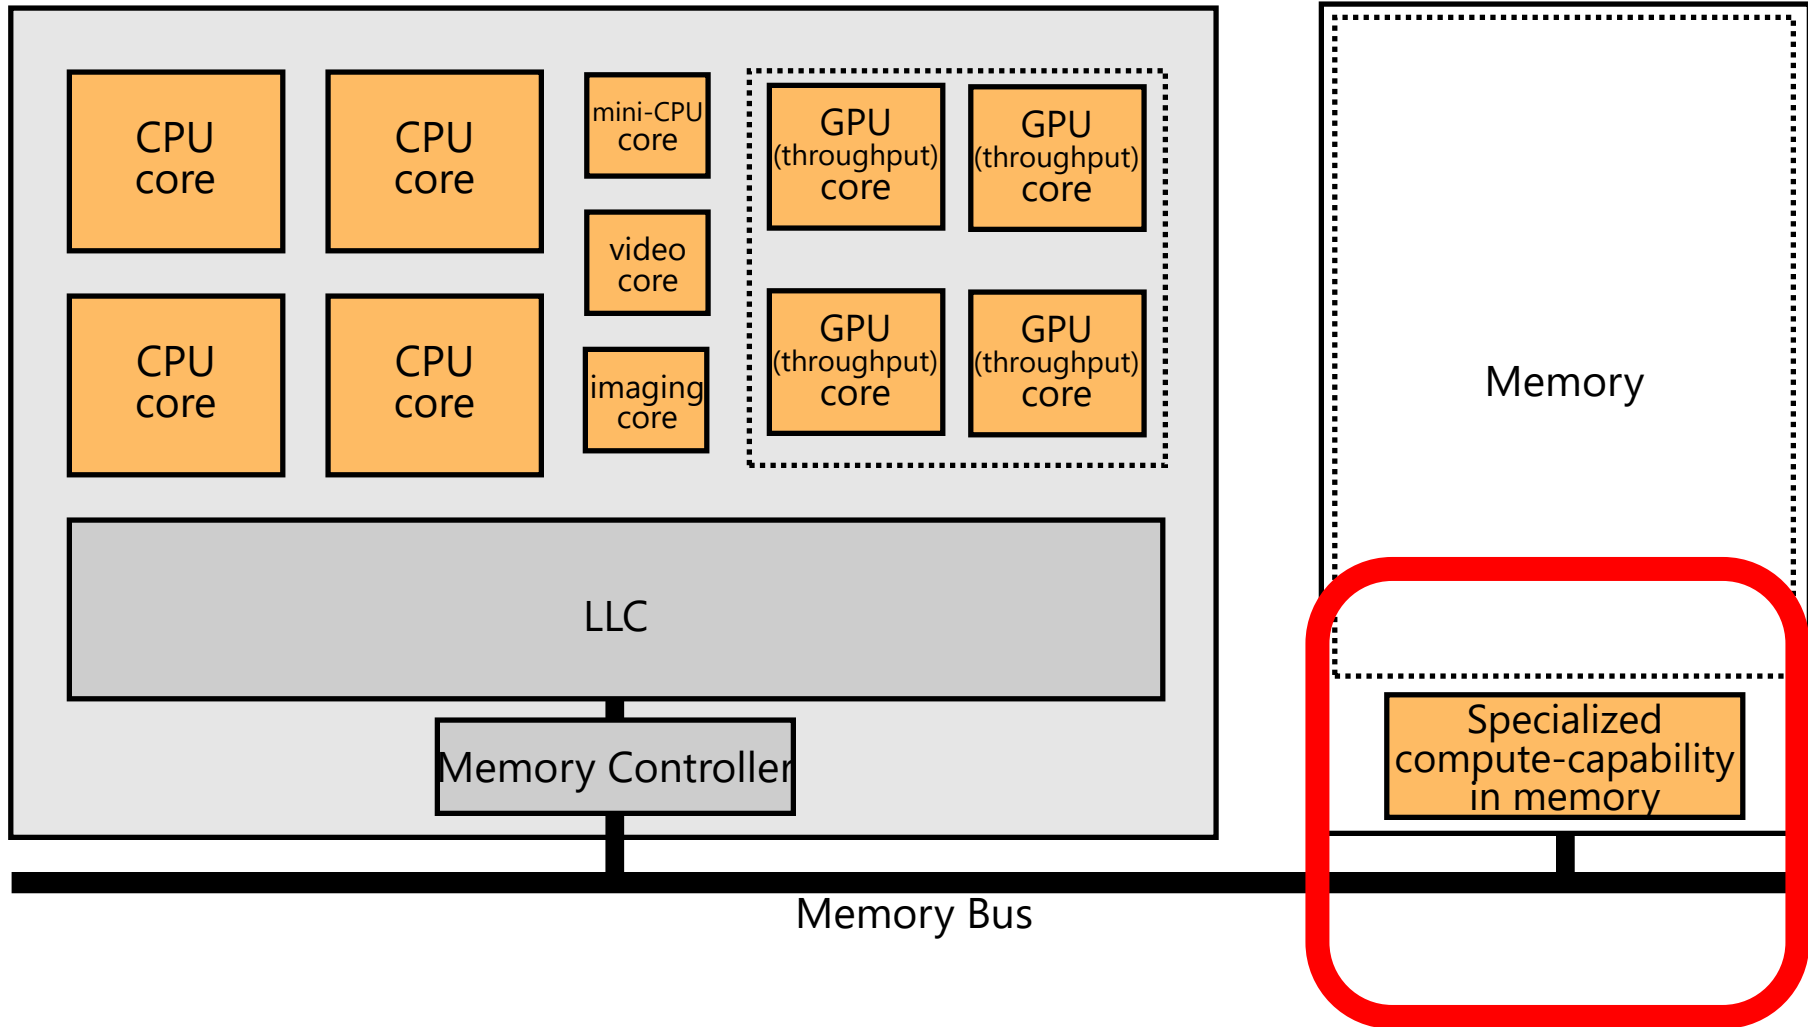 CPU
core
CPU
core
mini-CPU
core
video
core
imaging
core
GPU
(throughput)
core
GPU
(throughput)
core
CPU
core
CPU
core
GPU
(throughput)
core
GPU
(throughput)
core
LLC
Memory Controller
Memory Bus
Memory
Specialized
compute-capability
in memory